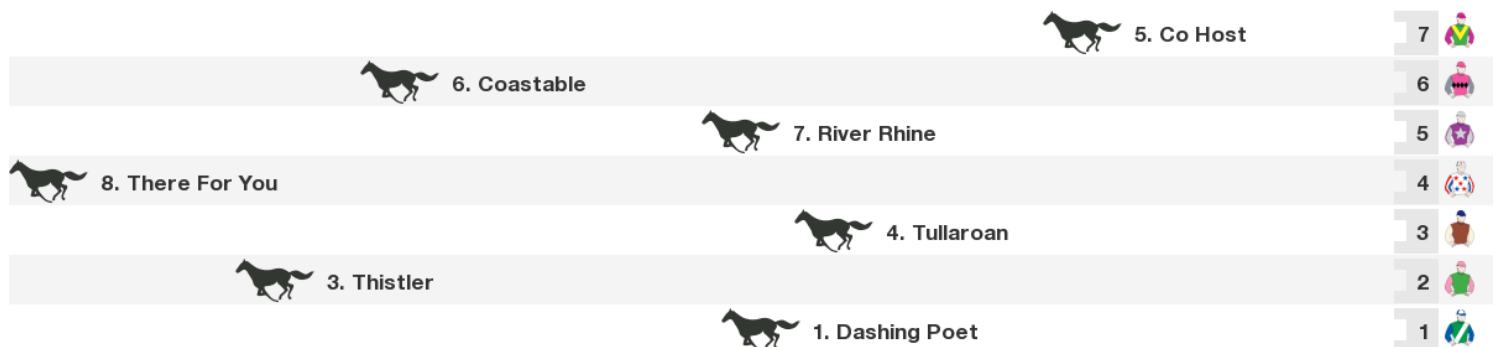 5. Co Host 7
6. Coastable 6
7. River Rhine 5
8. There For You 4
4. Tullaroan 3
3. Thistler 2
1. Dashing Poet 1